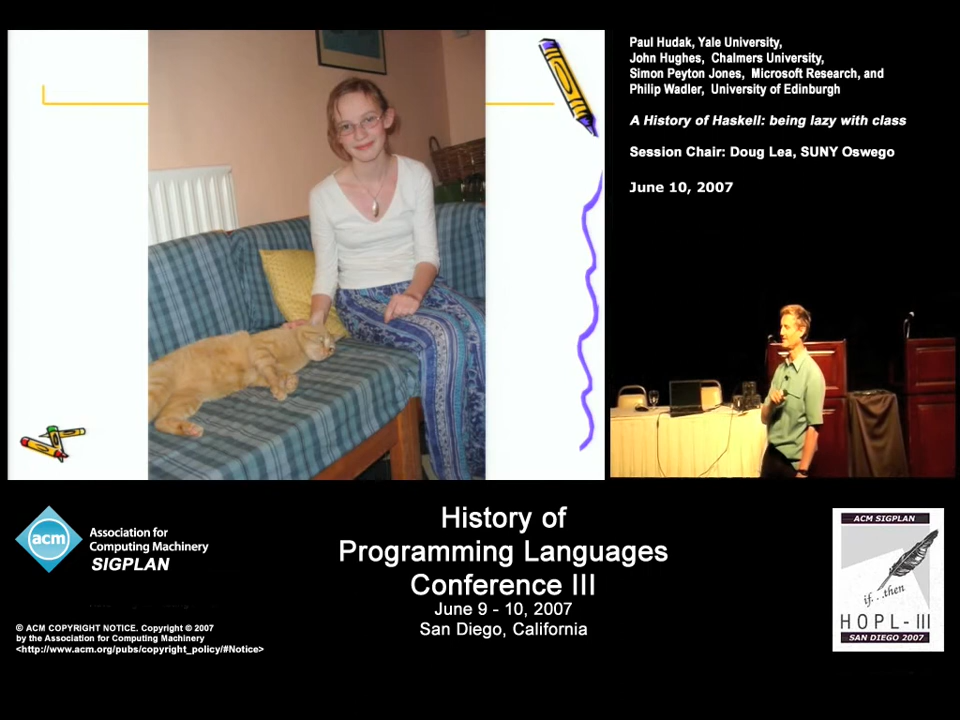 Paul Hudak, Yale University,
John Hughes, Chalmers University,
Simon Peyton Jones, Microsoft Research, and
Philip Wadler, University of Edinburgh
A History of Haskell: being lazy with class
Session Chair: Doug Lea, SUNY Oswego
June 10, 2007
acm
Association for
Computing Machinery
SIGPLAN
© ACM COPYRIGHT NOTICE. Copyright © 2007
by the Association for Computing Machinery
<http://www.acm.org/pubs/copyright_policy/#Notice>
History of
Programming Languages
Conference III
June 9 - 10, 2007
San Diego, California
ACM SIGPLAN
if. . .then
HOPL-III
SAN DIEGO 2007